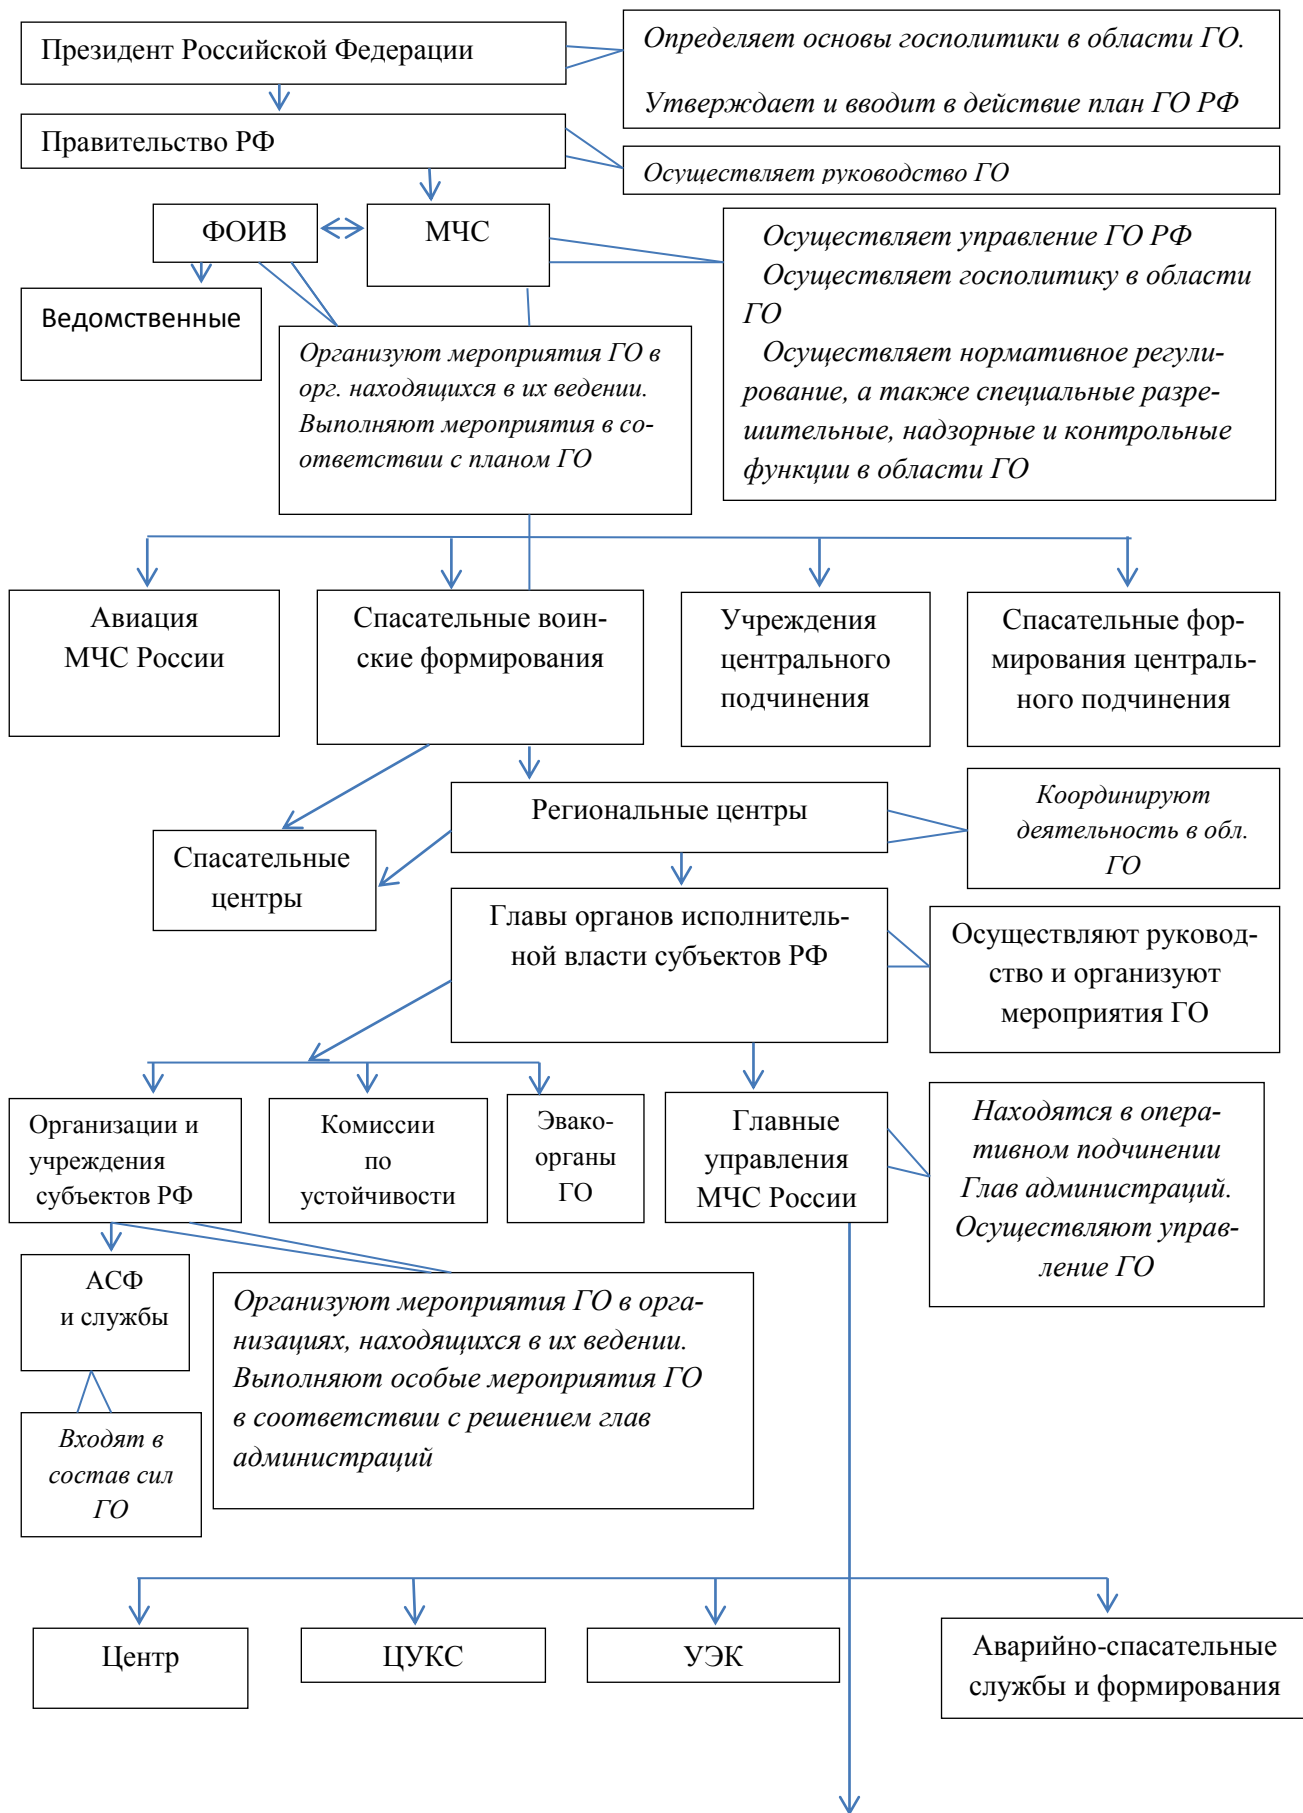 Президент Российской Федерации
Определяет основы госполитики в области ГО.
Утверждает и вводит в действие план ГО РФ
Правительство РФ
Осуществляет руководство ГО
ФОИВ
МЧС
Осуществляет управление ГО РФ
Осуществляет госполитику в области
ГО
Осуществляет нормативное регули-
рование, а также специальные разре-
шительные, надзорные и контрольные
функции в области ГО
Ведомственные
Организуют мероприятия ГО в
орг. находящихся в их ведении.
Выполняют мероприятия в со-
ответствии с планом ГО
Авиация
МЧС России
Спасательные воин-
ские формирования
Учреждения
центрального
подчинения
Спасательные фор-
мирования централь-
ного подчинения
Региональные центры
Координируют
деятельность в обл.
ГО
Спасательные
центры
Главы органов исполнитель-
ной власти субъектов РФ
Осуществляют руковод-
ство и организуют
мероприятия ГО
Организации и
учреждения
субъектов РФ
Комиссии
по
устойчивости
Эвако-
органы
ГО
Главные
управления
МЧС России
Находятся в опера-
тивном подчинении
Глав администраций.
Осуществляют управ-
ление ГО
АСФ
и службы
Организуют мероприятия ГО в орга-
низациях, находящихся в их ведении.
Выполняют особые мероприятия ГО
в соответствии с решением глав
администраций
Входят в
состав сил
ГО
Центр
ЦУКС
УЭК
Аварийно-спасательные
службы и формирования